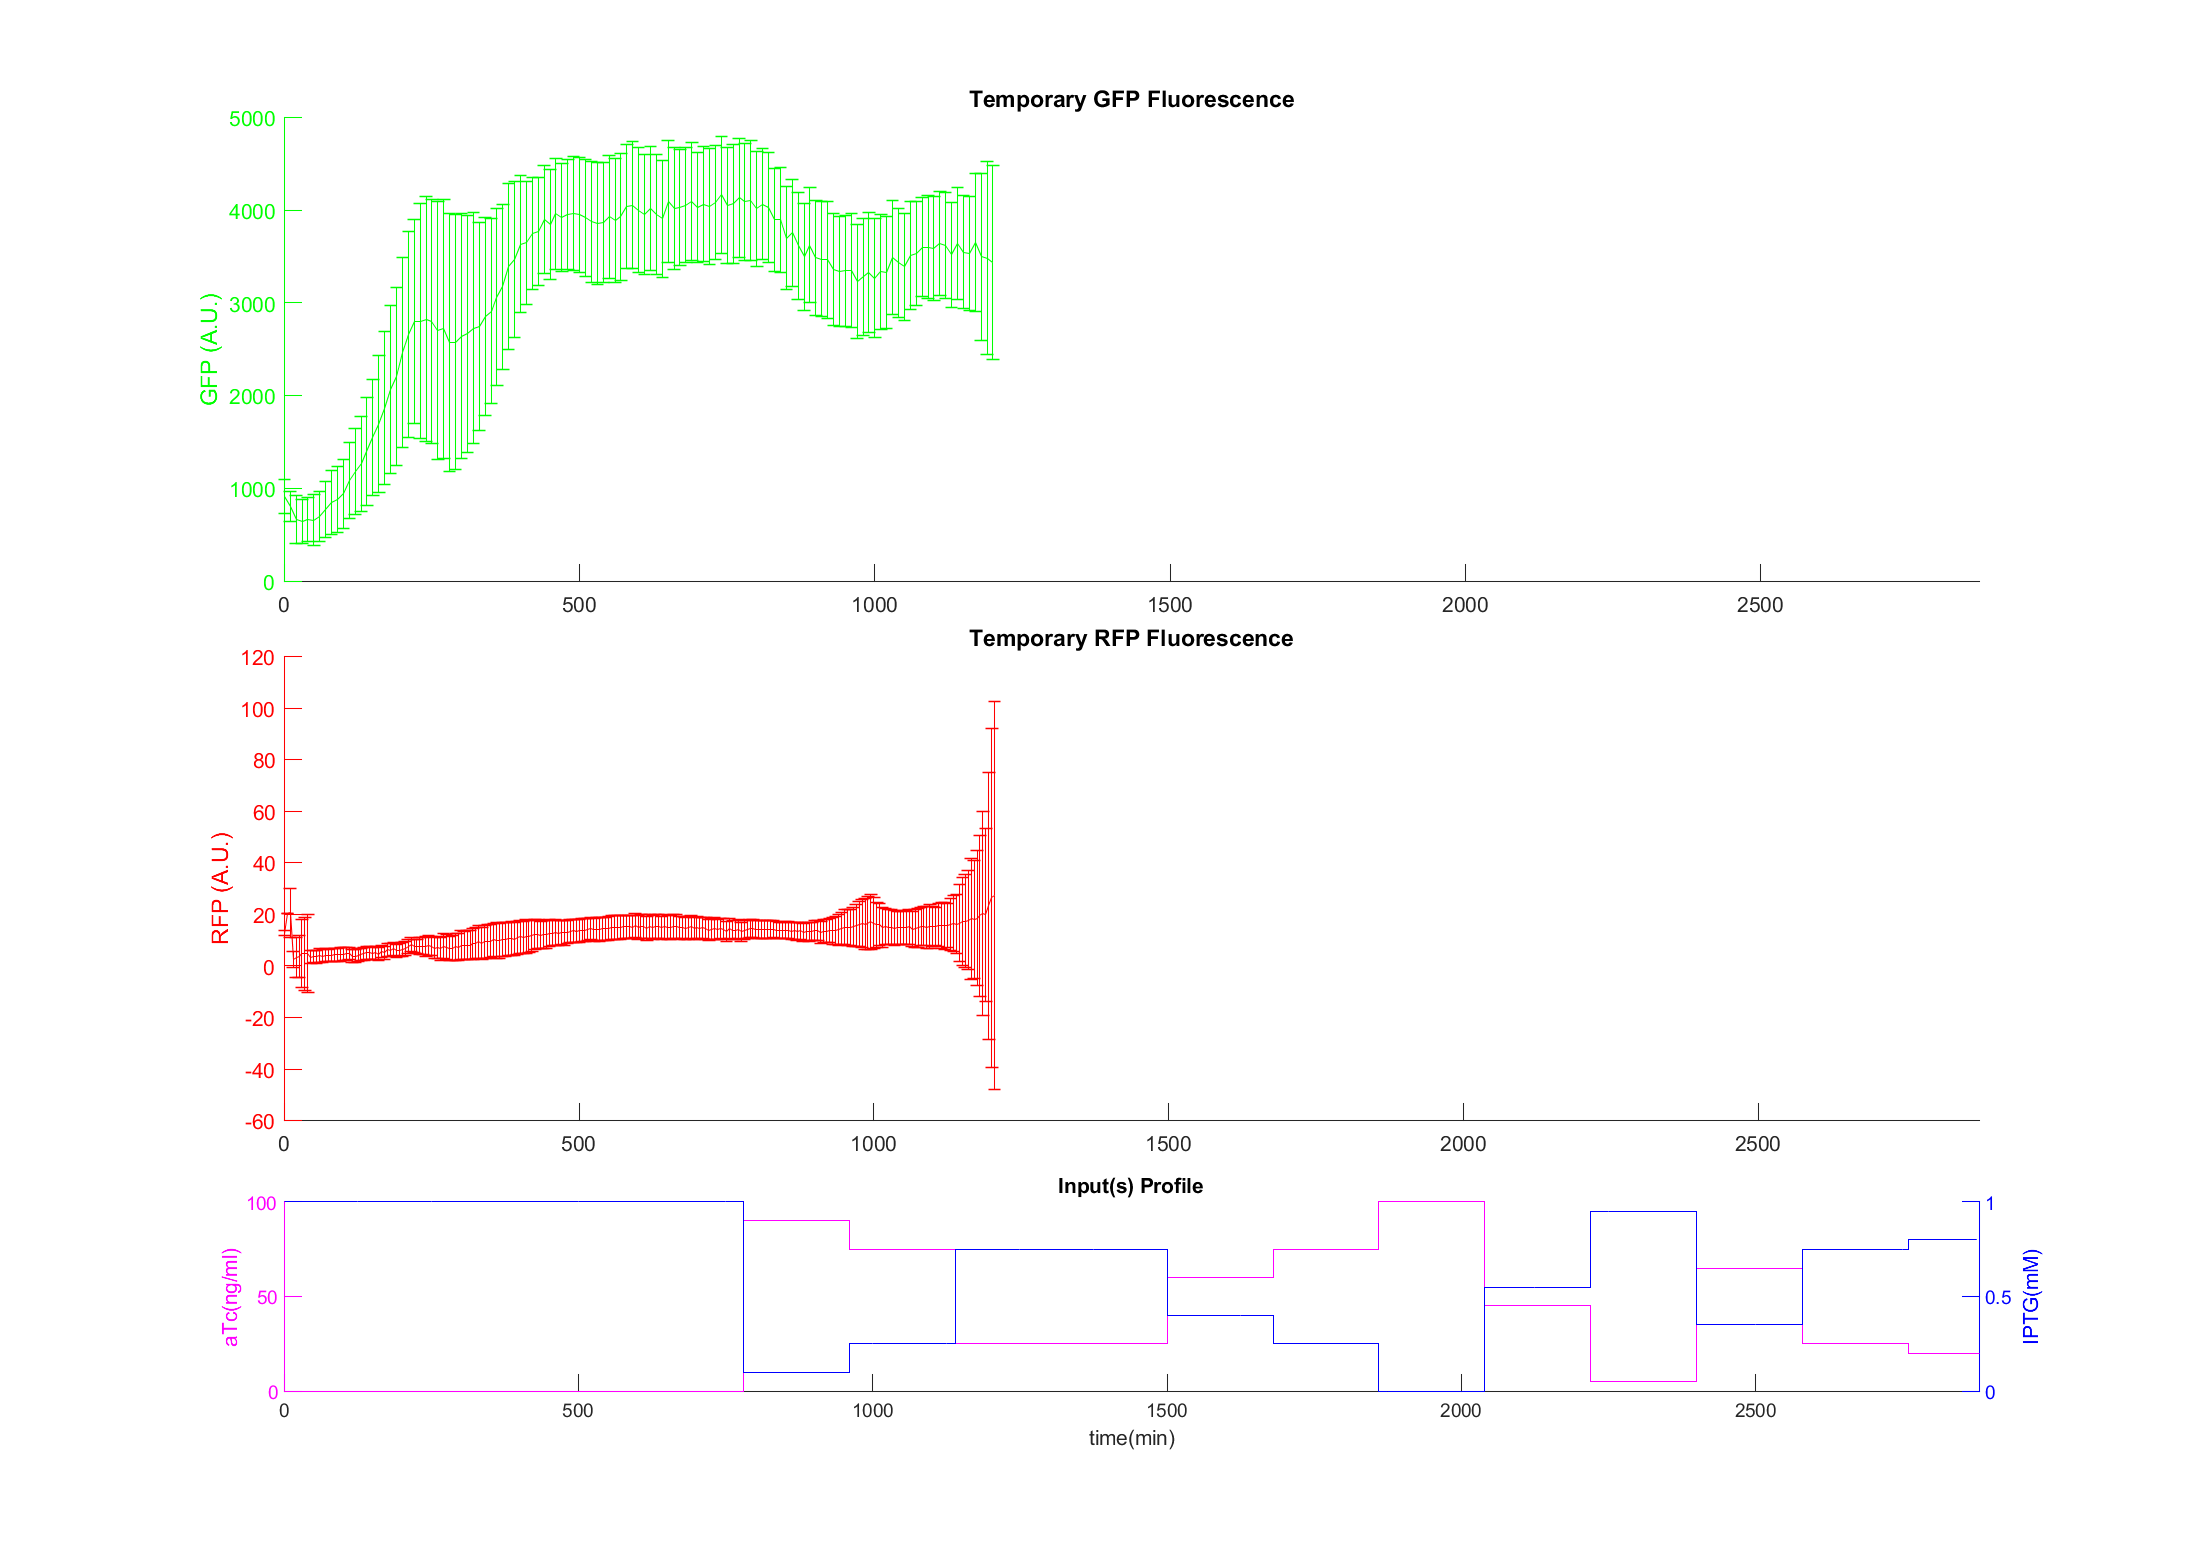 Temporary GFP Fluorescence
5000
4000
3000
2000
1000
0
GFP (A.U.)
0 500 1000 1500 2000 2500
Temporary RFP Fluorescence
120
100
80
60
40
20
0
-20
-40
-60
RFP (A.U.)
0 500 1000 1500 2000 2500
Input(s) Profile
100
50
0
aTc(ng/ml)
1
0.5
0
IPTG(mM)
0 500 1000 1500 2000 2500
time(min)